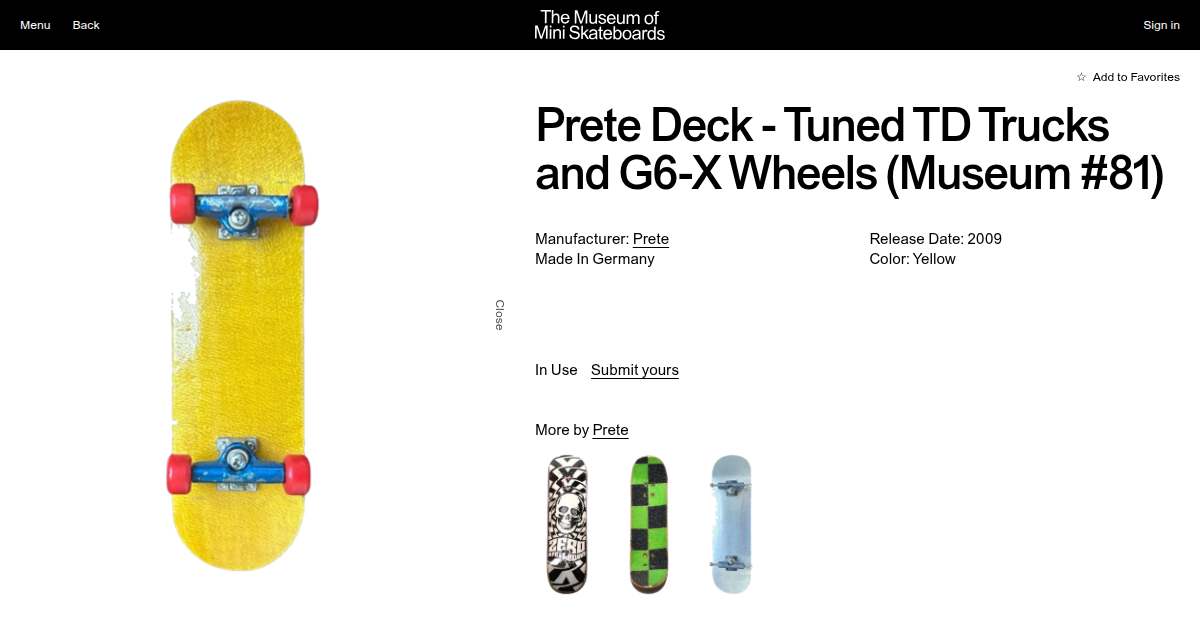 Menu
Back
The Museum of
Mini Skateboards
Sign in
☆ Add to Favorites
Prete Deck - Tuned TD Trucks
and G6-X Wheels (Museum #81)
Manufacturer: Prete
Made In Germany
Release Date: 2009
Color: Yellow
Close
In Use
Submit yours
More by Prete
ZERO